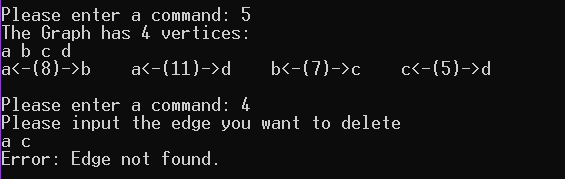 Please enter a command: 5
The Graph has 4 vertices:
a b c d
a<-(8)->b    a<-(11)->d    b<-(7)->c    c<-(5)->d
Please enter a command: 4
Please input the edge you want to delete
a c
Error: Edge not found.